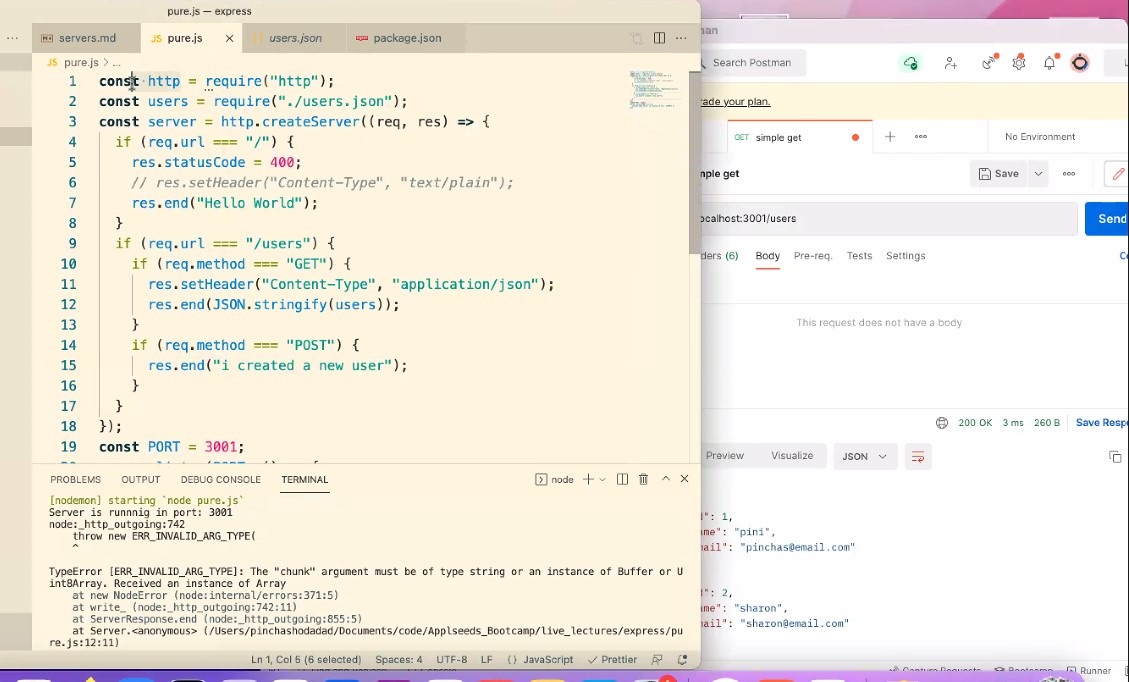 pure.js — express
servers.md
pure.js
users.json
package.json
pure.js > ...
1 const http = require("http");
2 const users = require("./users.json");
3 const server = http.createServer((req, res) => {
4 if (req.url === "/") {
5 res.statusCode = 400;
6 // res.setHeader("Content-Type", "text/plain");
7 res.end("Hello World");
8 }
9 if (req.url === "/users") {
10 if (req.method === "GET") {
11 res.setHeader("Content-Type", "application/json");
12 res.end(JSON.stringify(users));
13 }
14 if (req.method === "POST") {
15 res.end("i created a new user");
16 }
17 }
18 });
19 const PORT = 3001;
PROBLEMS OUTPUT DEBUG CONSOLE TERMINAL
node
[nodemon] starting `node pure.js`
Server is runnnig in port: 3001
node:_http_outgoing:742
throw new ERR_INVALID_ARG_TYPE(
^
TypeError [ERR_INVALID_ARG_TYPE]: The "chunk" argument must be of type string or an instance of Buffer or U
int8Array. Received an instance of Array
at new NodeError (node:internal/errors:371:5)
at write_ (node:_http_outgoing:742:11)
at ServerResponse.end (node:_http_outgoing:855:5)
at Server.<anonymous> (/Users/pinchashodadad/Documents/code/Applseeds_Bootcamp/live_lectures/express/pu
re.js:12:11)
Ln 1, Col 5 (6 selected) Spaces: 4 UTF-8 LF {} JavaScript Prettier
man
Search Postman
rade your plan.
GET simple get
No Environment
mple get
Save
ocalhost:3001/users
Send
ders (6) Body Pre-req. Tests Settings
This request does not have a body
200 OK 3 ms 260 B Save Respo
Preview Visualize JSON
d": 1,
ame": "pini",
mail": "pinchas@email.com"
d": 2,
ame": "sharon",
mail": "sharon@email.com"
Capture Requests Bootcamp Runner